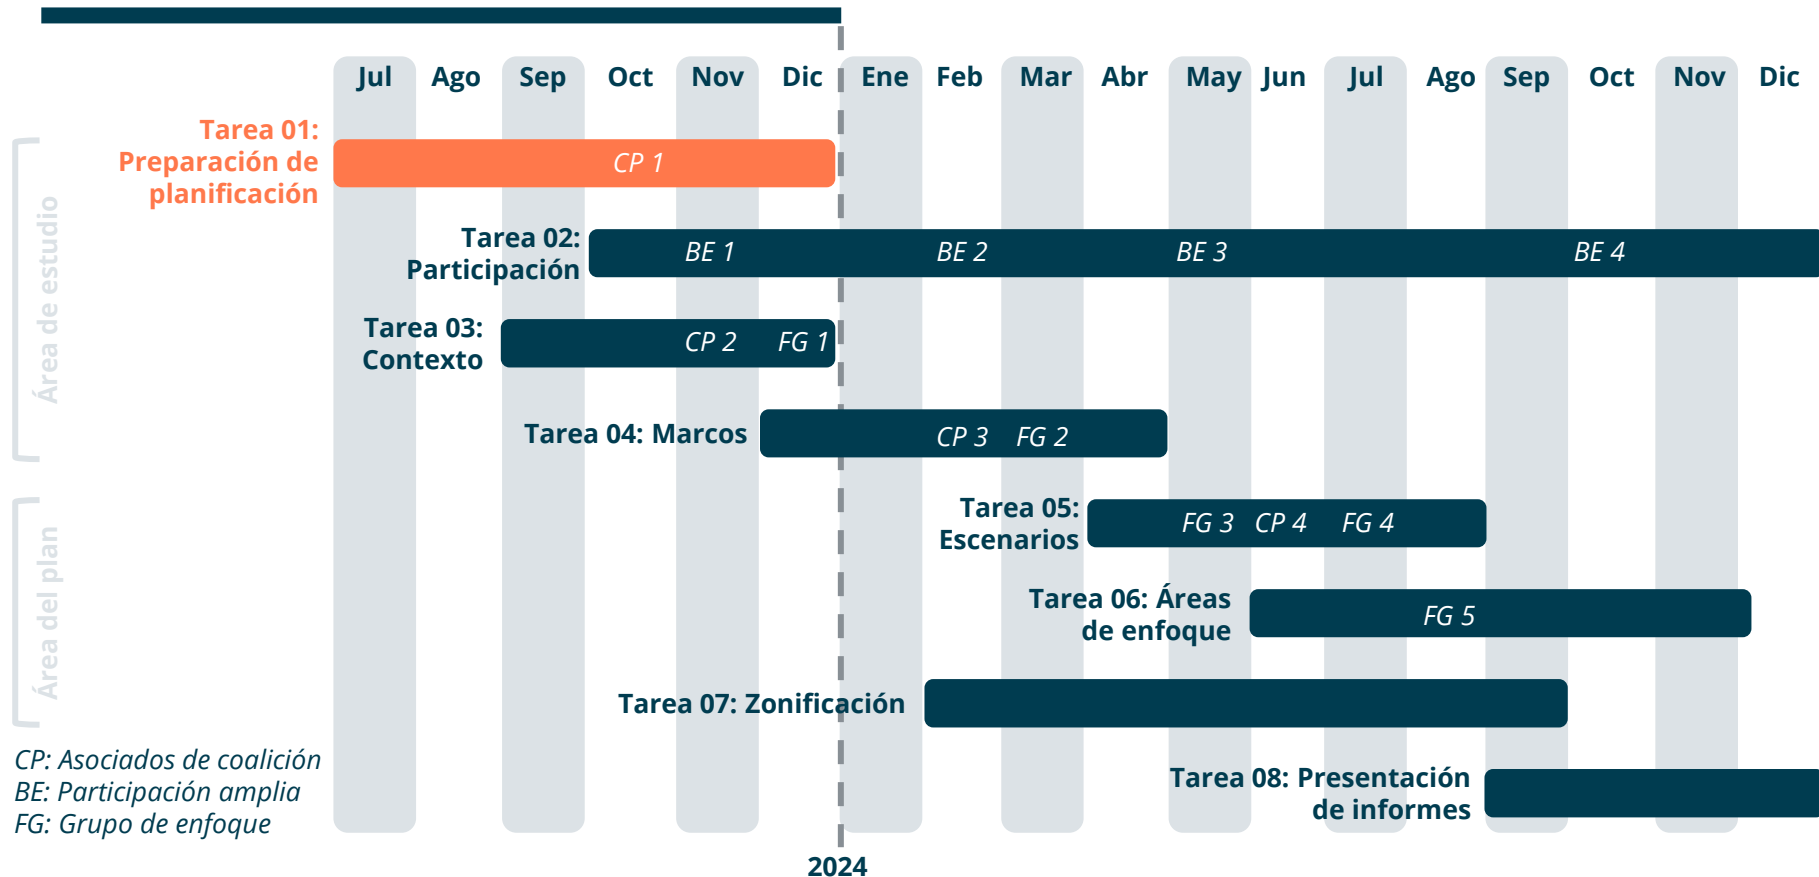 Jul Ago Sep Oct Nov Dic Ene Feb Mar Abr May Jun Jul Ago Sep Oct Nov Dic
Área de estudio
Tarea 01:
Preparación de
planificación
CP 1
Tarea 02:
Participación
BE 1 BE 2 BE 3 BE 4
Tarea 03:
Contexto
CP 2 FG 1
Tarea 04: Marcos
CP 3 FG 2
Área del plan
Tarea 05:
Escenarios
FG 3 CP 4 FG 4
Tarea 06: Áreas
de enfoque
FG 5
Tarea 07: Zonificación
Tarea 08: Presentación
de informes
CP: Asociados de coalición
BE: Participación amplia
FG: Grupo de enfoque
2024